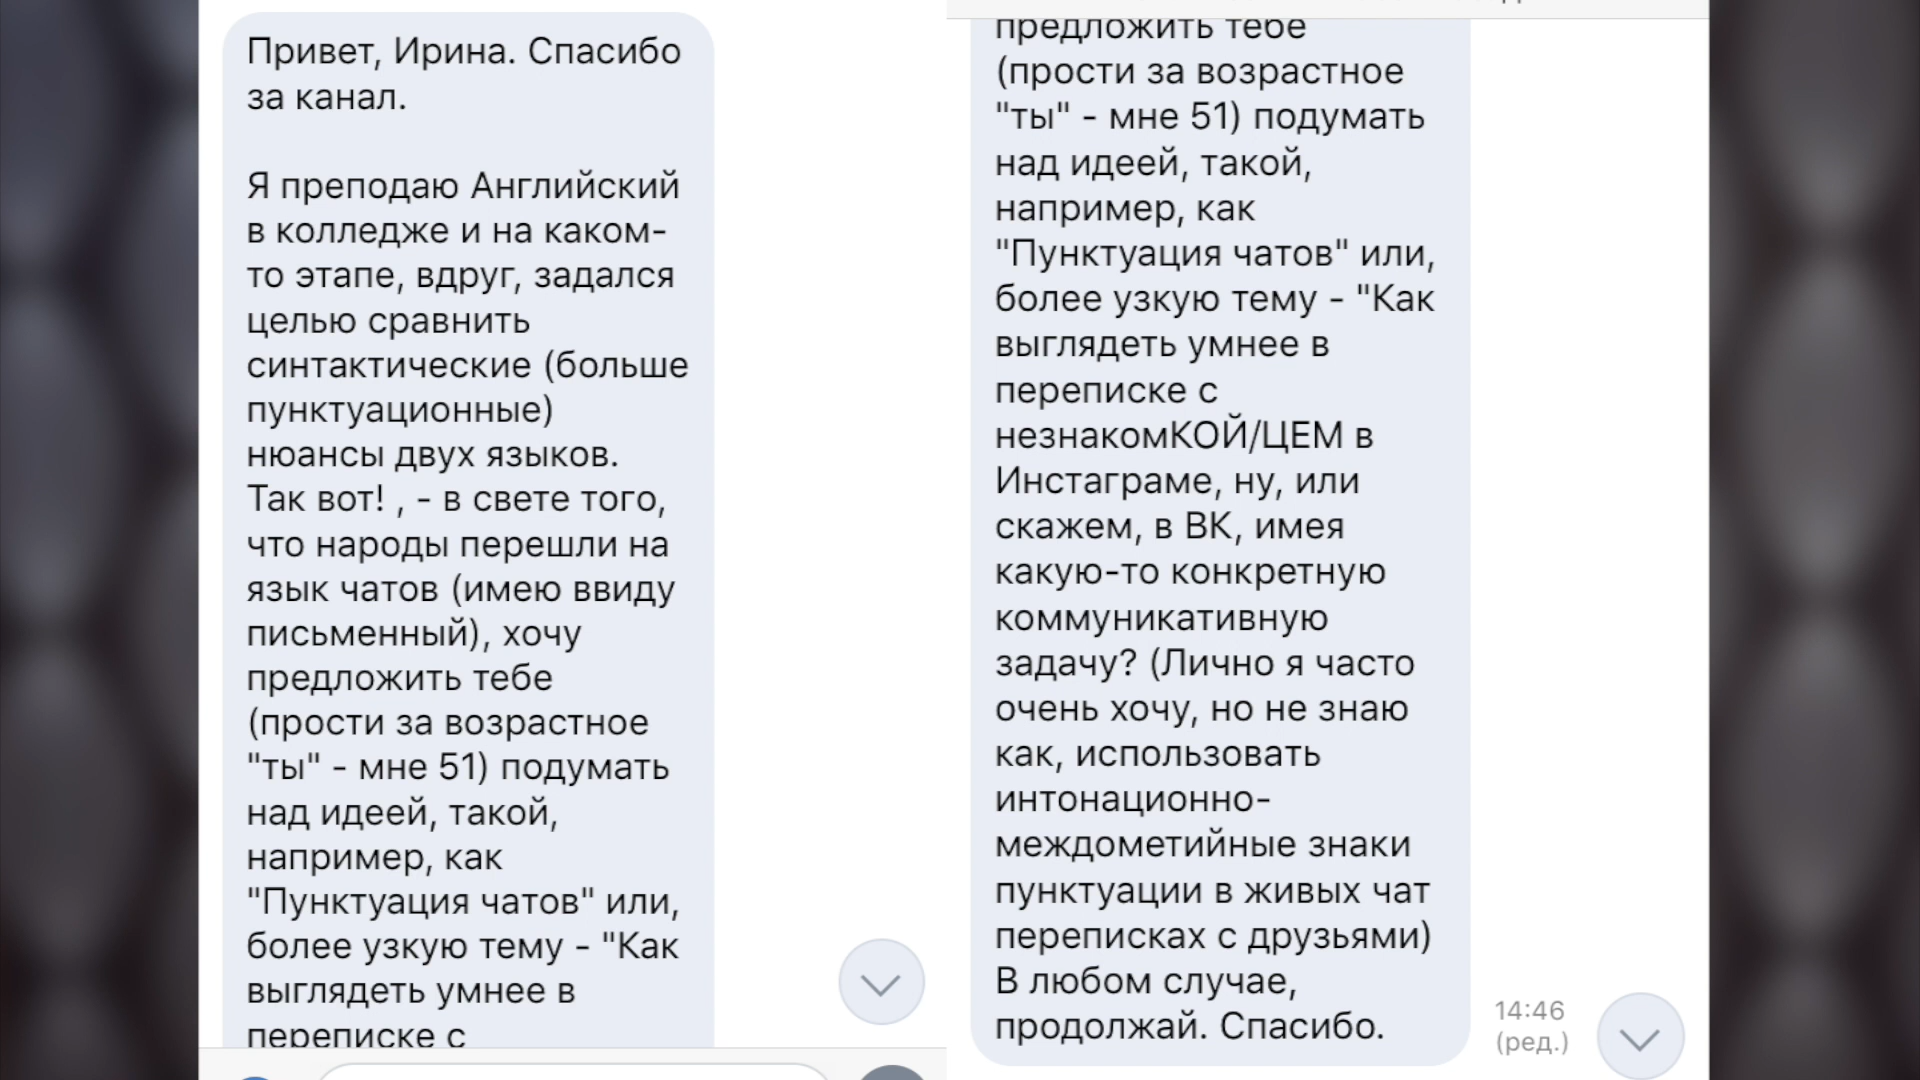 Привет, Ирина. Спасибо
за канал.
Я преподаю Английский
в колледже и на каком-
то этапе, вдруг, задался
целью сравнить
синтактические (больше
пунктуационные)
нюансы двух языков.
Так вот! , - в свете того,
что народы перешли на
язык чатов (имею ввиду
письменный), хочу
предложить тебе
(прости за возрастное
"ты" - мне 51) подумать
над идеей, такой,
например, как
"Пунктуация чатов" или,
более узкую тему - "Как
выглядеть умнее в
переписке с
предложить тебе
(прости за возрастное
"ты" - мне 51) подумать
над идеей, такой,
например, как
"Пунктуация чатов" или,
более узкую тему - "Как
выглядеть умнее в
переписке с
незнакомКОЙ/ЦЕМ в
Инстаграме, ну, или
скажем, в ВК, имея
какую-то конкретную
коммуникативную
задачу? (Лично я часто
очень хочу, но не знаю
как, использовать
интонационно-
междометийные знаки
пунктуации в живых чат
переписках с друзьями)
В любом случае,
продолжай. Спасибо.
14:46
(ред.)